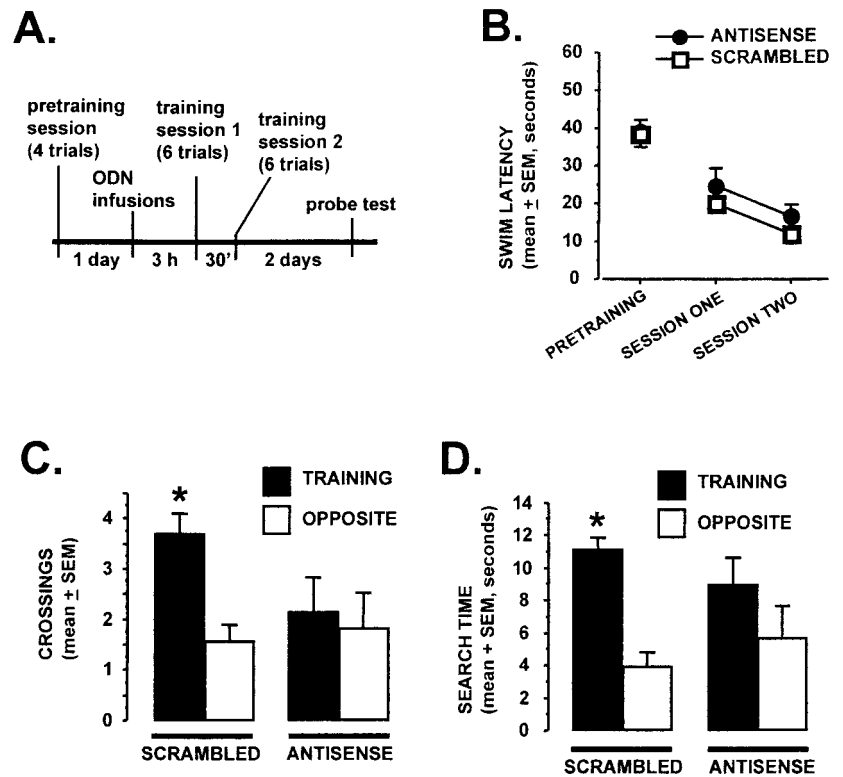 A.
pretraining
session
(4 trials)
ODN
infusions
training
session 1
(6 trials)
training
session 2
(6 trials)
probe test
1 day
3 h
30'
2 days
B.
ANTISENSE
SCRAMBLED
SWIM LATENCY
(mean ± SEM, seconds)
60
50
40
30
20
10
0
PRETRAINING
SESSION ONE
SESSION TWO
C.
TRAINING
OPPOSITE
CROSSINGS
(mean ± SEM)
4
3
2
1
0
*
SCRAMBLED
ANTISENSE
D.
TRAINING
OPPOSITE
SEARCH TIME
(mean + SEM, seconds)
14
12
10
8
6
4
2
0
*
SCRAMBLED
ANTISENSE